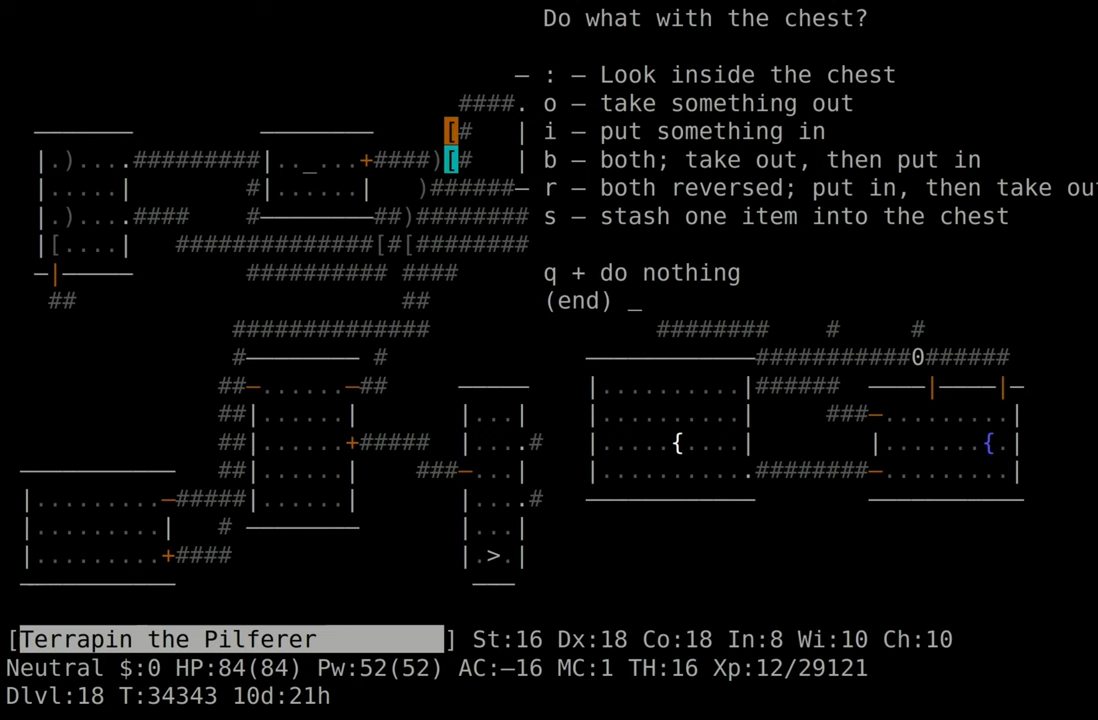 Do what with the chest?
— : — Look inside the chest
####. o — take something out
———————   ————————   [#   | i — put something in
|.)....#########|.._...+####)[#   | b — both; take out, then put in
|.....|   #|......|   )######— r — both reversed; put in, then take out
|.)....####   #————————##)######## s — stash one item into the chest
|[....|   ##############[#[########
—|—————   ########## ####   q + do nothing
##   ##   (end) _
##############   ########   #   #
#———————— #   ————————————###########0######
##—......—##   —————   |..........|######   ————|————|—
##|......|   |...|   |..........|   ###—........|
##|......+#####   |....#   |.....{....|   |.......{.|
———————————   ##|......|   ###—...|   |...........########—.........|
|.........—#####|......|   |....#   ————————————   ———————————
|.........|   # ————————   |...|
|.........+####   |.>.|
———————————   ———
[Terrapin the Pilferer] St:16 Dx:18 Co:18 In:8 Wi:10 Ch:10
Neutral $:0 HP:84(84) Pw:52(52) AC:—16 MC:1 TH:16 Xp:12/29121
Dlvl:18 T:34343 10d:21h